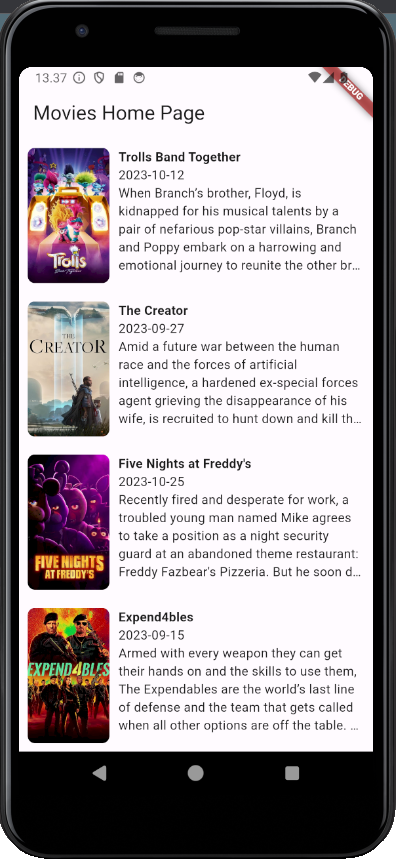 13.37
DEBUG
Movies Home Page
Trolls Band Together
2023-10-12
When Branch’s brother, Floyd, is
kidnapped for his musical talents by a
pair of nefarious pop-star villains, Branch
and Poppy embark on a harrowing and
emotional journey to reunite the other br…
Trolls
Band Together
The Creator
2023-09-27
Amid a future war between the human
race and the forces of artificial
intelligence, a hardened ex-special forces
agent grieving the disappearance of his
wife, is recruited to hunt down and kill th…
THE
CREATOR
Five Nights at Freddy's
2023-10-25
Recently fired and desperate for work, a
troubled young man named Mike agrees
to take a position as a night security
guard at an abandoned theme restaurant:
Freddy Fazbear's Pizzeria. But he soon d…
FIVE NIGHTS
AT FREDDY'S
Expend4bles
2023-09-15
Armed with every weapon they can get
their hands on and the skills to use them,
The Expendables are the world’s last line
of defense and the team that gets called
when all other options are off the table. …
EXPEND4BLES